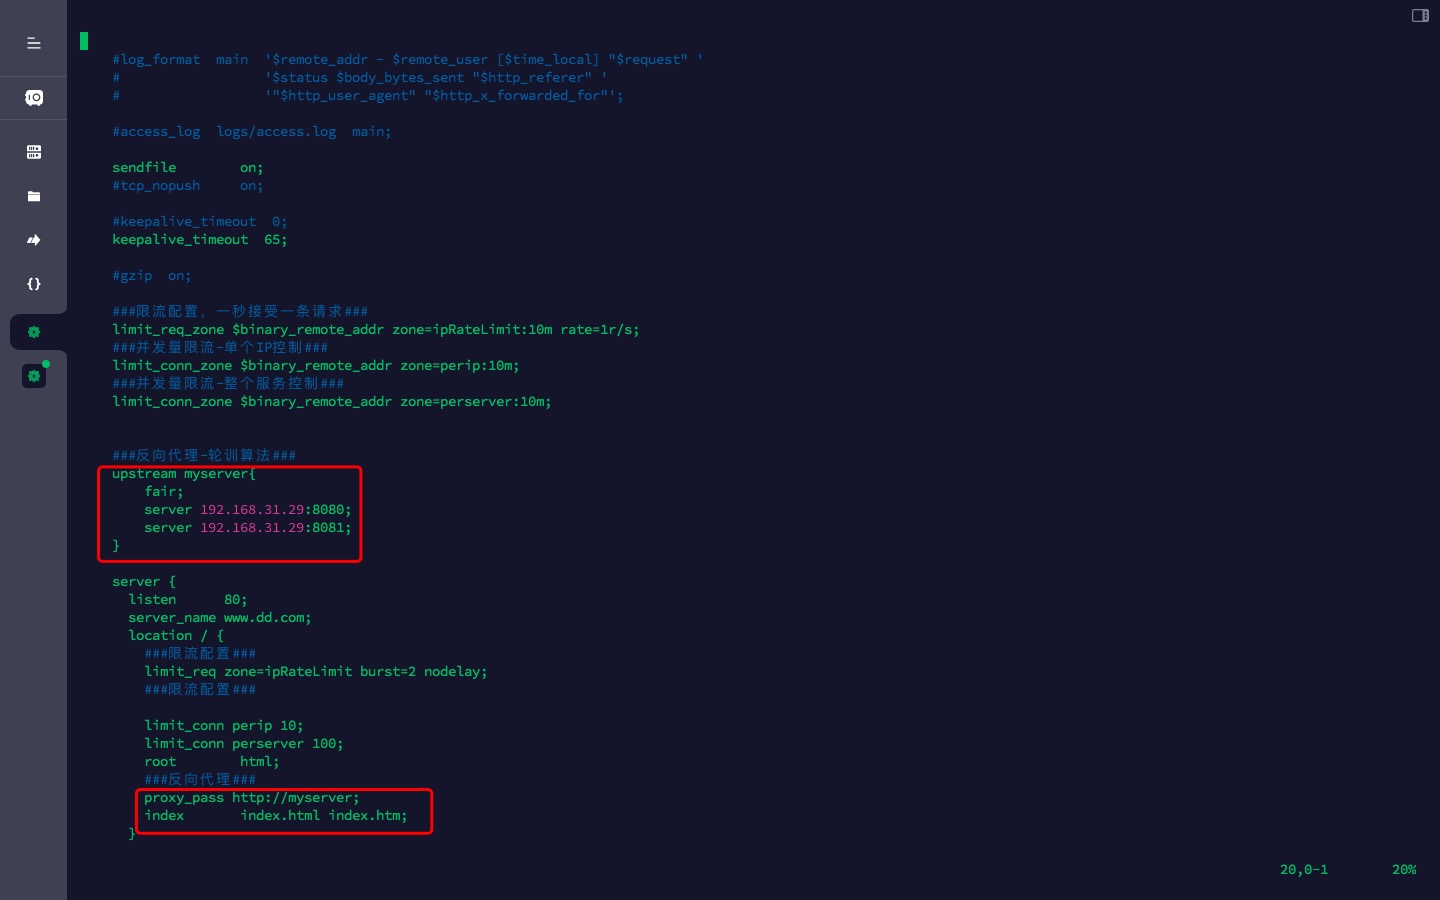 #log_format  main  '$remote_addr - $remote_user [$time_local] "$request" '
#                  '$status $body_bytes_sent "$http_referer" '
#                  '"$http_user_agent" "$http_x_forwarded_for"';
#access_log  logs/access.log  main;
sendfile        on;
#tcp_nopush     on;
#keepalive_timeout  0;
keepalive_timeout  65;
#gzip  on;
###限流配置, 一秒接受一条请求###
limit_req_zone $binary_remote_addr zone=ipRateLimit:10m rate=1r/s;
###并发量限流-单个IP控制###
limit_conn_zone $binary_remote_addr zone=perip:10m;
###并发量限流-整个服务控制###
limit_conn_zone $binary_remote_addr zone=perserver:10m;
###反向代理-轮训算法###
upstream myserver{
    fair;
    server 192.168.31.29:8080;
    server 192.168.31.29:8081;
}
server {
  listen      80;
  server_name www.dd.com;
  location / {
    ###限流配置###
    limit_req zone=ipRateLimit burst=2 nodelay;
    ###限流配置###
    limit_conn perip 10;
    limit_conn perserver 100;
    root        html;
    ###反向代理###
    proxy_pass http://myserver;
    index       index.html index.htm;
  }
20,0-1        20%